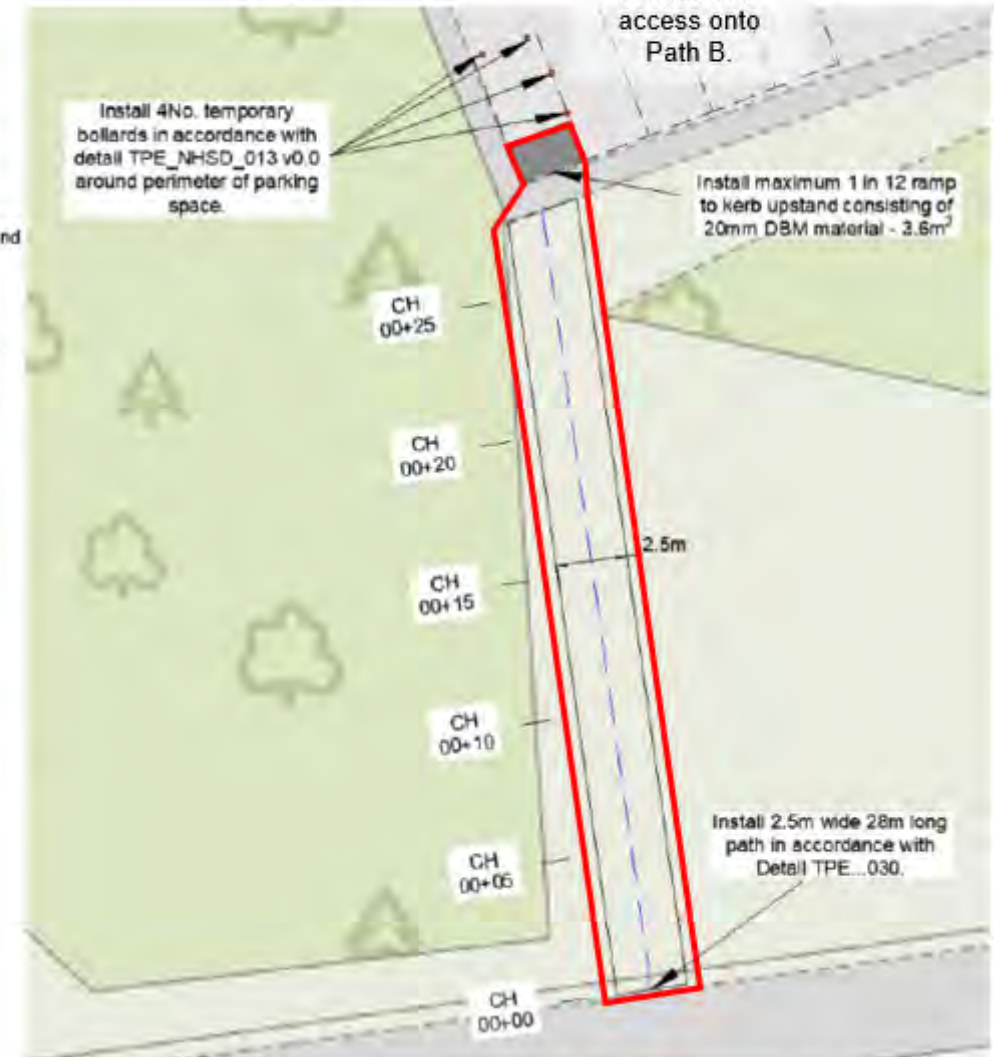 access onto
Path B.
Install 4No. temporary
bollards in accordance with
detail TPE_NHSD_013 v0.0
around perimeter of parking
space.
Install maximum 1 in 12 ramp
to kerb upstand consisting of
20mm DBM material - 3.6m²
nd
CH
00+25
CH
00+20
2.5m
CH
00+15
CH
00+10
Install 2.5m wide 28m long
path in accordance with
Detail TPE...030.
CH
00+05
CH
00+00